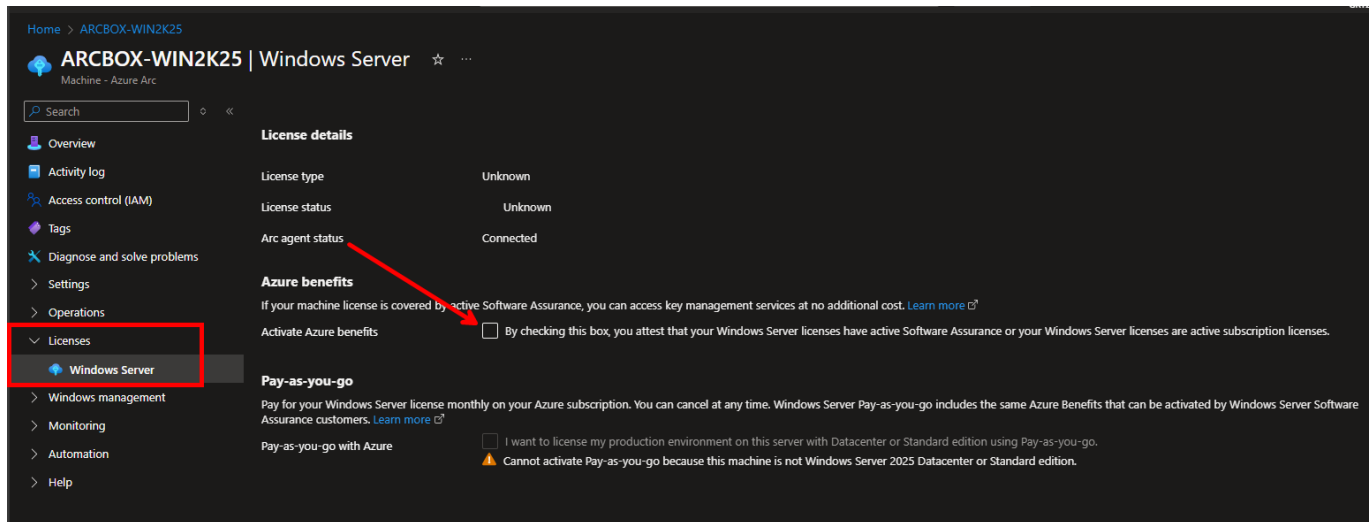 Home > ARCBOX-WIN2K25
ARCBOX-WIN2K25 | Windows Server
Machine - Azure Arc
Search
Overview
Activity log
Access control (IAM)
Tags
Diagnose and solve problems
Settings
Operations
Licenses
Windows Server
Windows management
Monitoring
Automation
Help
License details
License type Unknown
License status Unknown
Arc agent status Connected
Azure benefits
If your machine license is covered by active Software Assurance, you can access key management services at no additional cost. Learn more
Activate Azure benefits By checking this box, you attest that your Windows Server licenses have active Software Assurance or your Windows Server licenses are active subscription licenses.
Pay-as-you-go
Pay for your Windows Server license monthly on your Azure subscription. You can cancel at any time. Windows Server Pay-as-you-go includes the same Azure Benefits that can be activated by Windows Server Software
Assurance customers. Learn more
Pay-as-you-go with Azure I want to license my production environment on this server with Datacenter or Standard edition using Pay-as-you-go.
Cannot activate Pay-as-you-go because this machine is not Windows Server 2025 Datacenter or Standard edition.